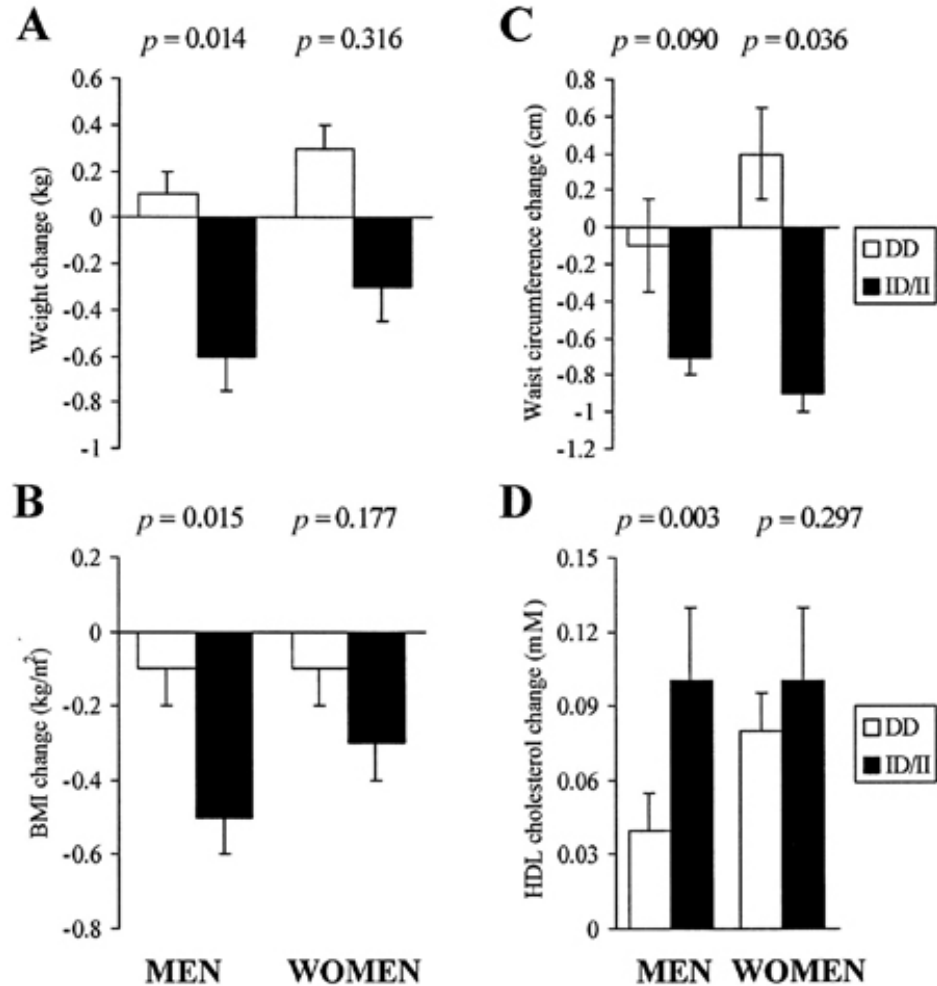 A
p = 0.014 p = 0.316
0.6
0.4
0.2
0
-0.2
-0.4
-0.6
-0.8
-1
Weight change (kg)
C
p = 0.090 p = 0.036
0.8
0.6
0.4
0.2
0
-0.2
-0.4
-0.6
-0.8
-1
-1.2
Waist circumference change (cm)
DD
ID/II
B
p = 0.015 p = 0.177
0.2
0
-0.2
-0.4
-0.6
-0.8
BMI change (kg/m²)
MEN WOMEN
D
p = 0.003 p = 0.297
0.15
0.12
0.09
0.06
0.03
0
HDL cholesterol change (mM)
DD
ID/II
MEN WOMEN